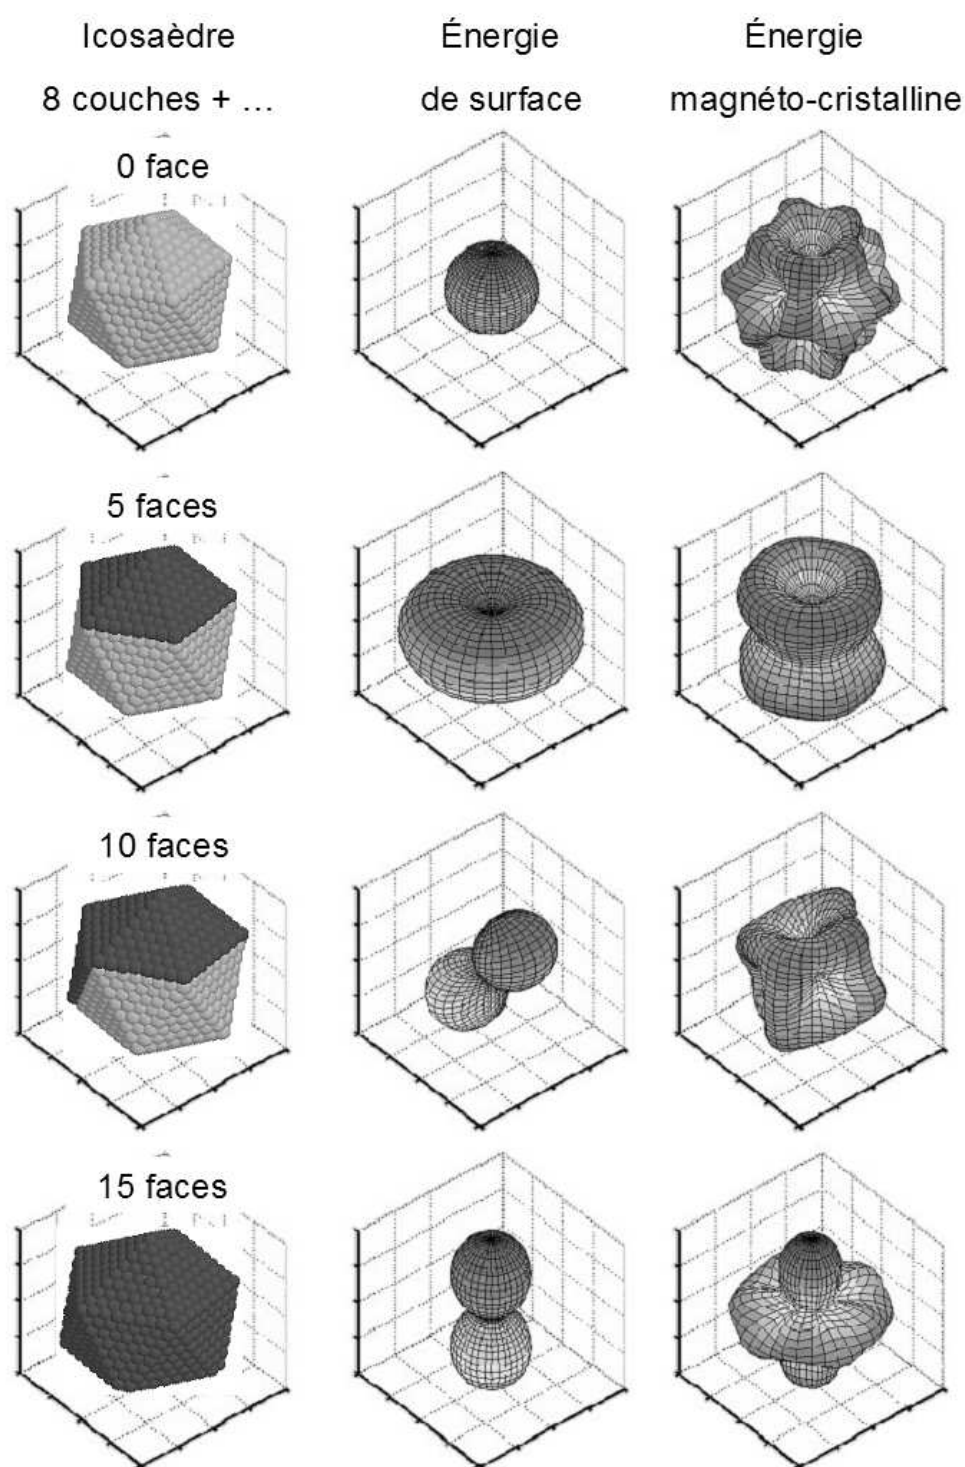 Icosaèdre
8 couches + ...
Énergie
de surface
Énergie
magnéto-cristalline
0 face
5 faces
10 faces
15 faces